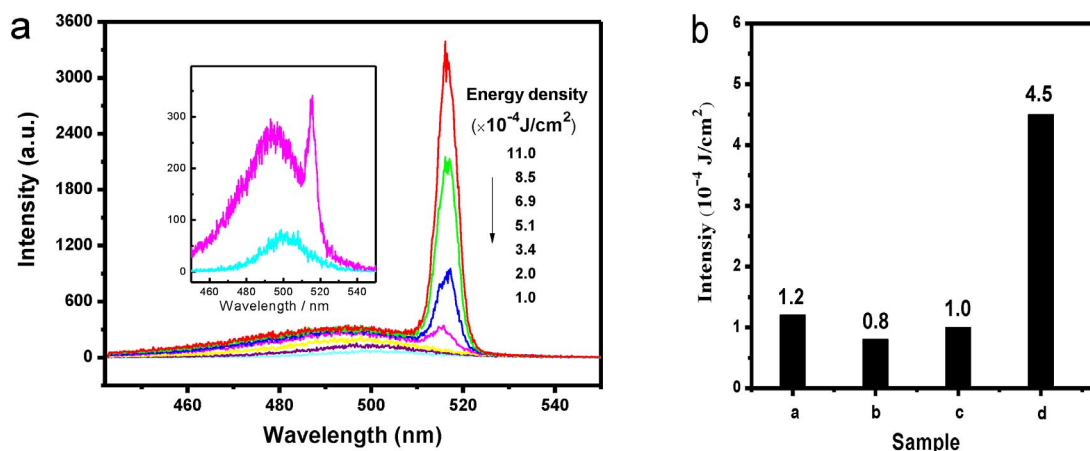 a
3600
3000
2400
1800
1200
600
0
Intensity (a.u.)
460 480 500 520 540
Wavelength (nm)
300
200
100
0
460 480 500 520 540
Wavelength / nm
Energy density
(×10⁻⁴J/cm²)
11.0
8.5
6.9
5.1
3.4
2.0
1.0
b
6
5
4
3
2
1
0
Intensiy (10⁻⁴ J/cm²)
1.2
0.8
1.0
4.5
a b c d
Sample